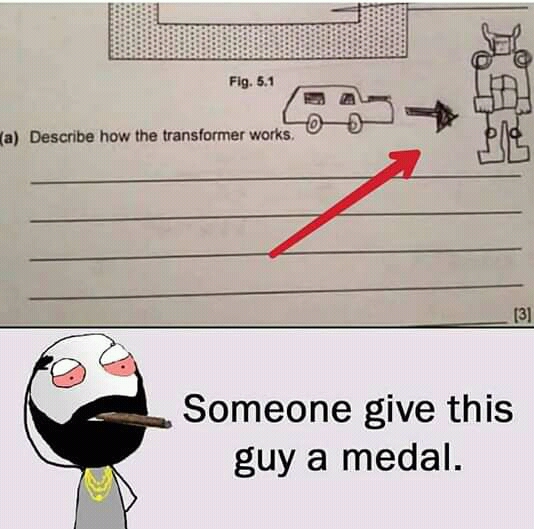 Fig. 5.1
(a) Describe how the transformer works.
[3]
Someone give this
guy a medal.